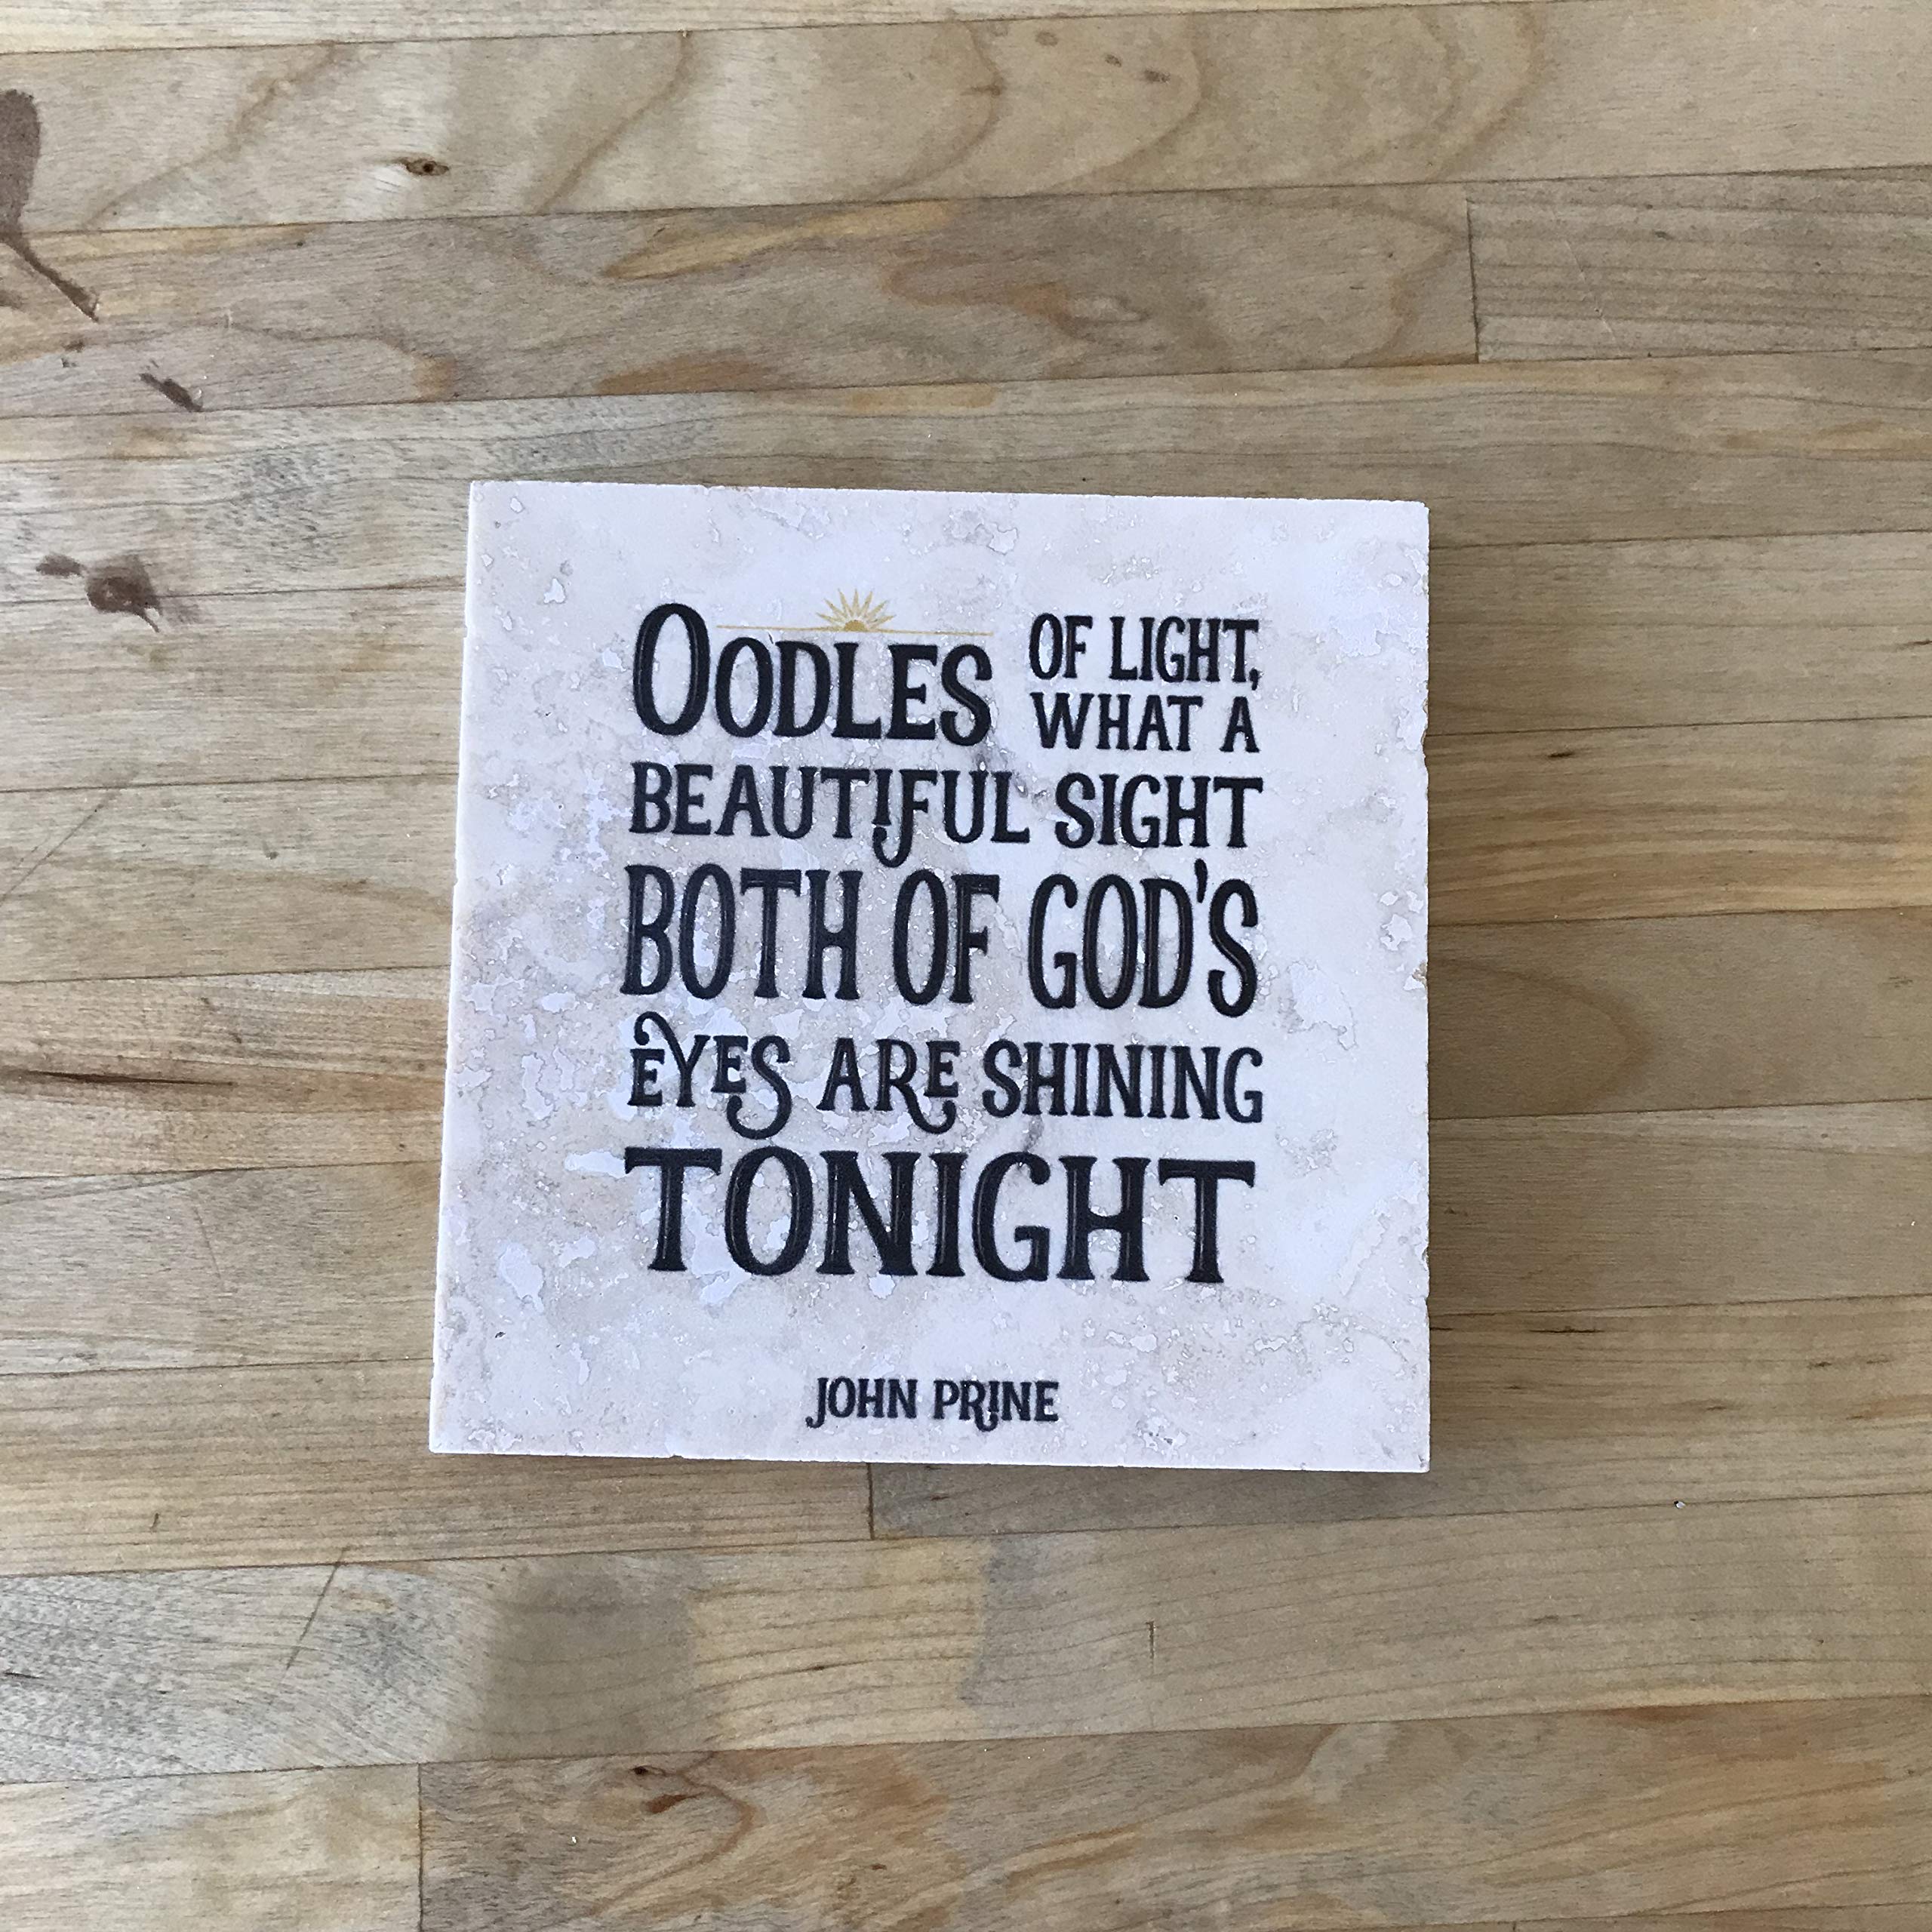 OODLES OF LIGHT,
WHAT A
BEAUTIFUL SIGHT
BOTH OF GOD'S
EYES ARE SHINING
TONIGHT
JOHN PRINE